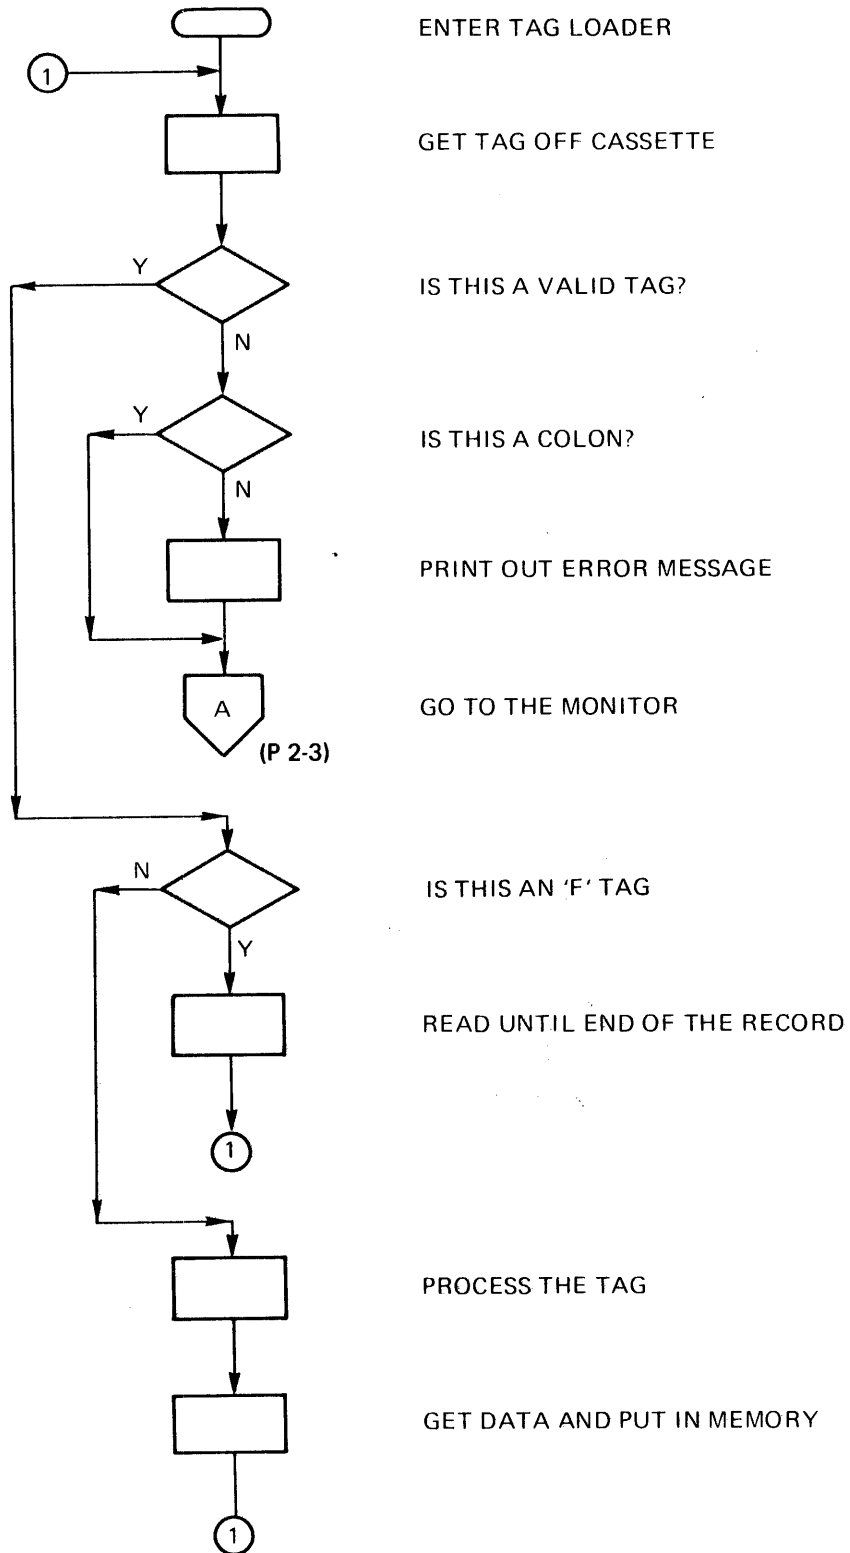 ENTER TAG LOADER
1
GET TAG OFF CASSETTE
Y
IS THIS A VALID TAG?
N
Y
IS THIS A COLON?
N
PRINT OUT ERROR MESSAGE
A
GO TO THE MONITOR
(P 2-3)
N
IS THIS AN 'F' TAG
Y
READ UNTIL END OF THE RECORD
1
PROCESS THE TAG
GET DATA AND PUT IN MEMORY
1